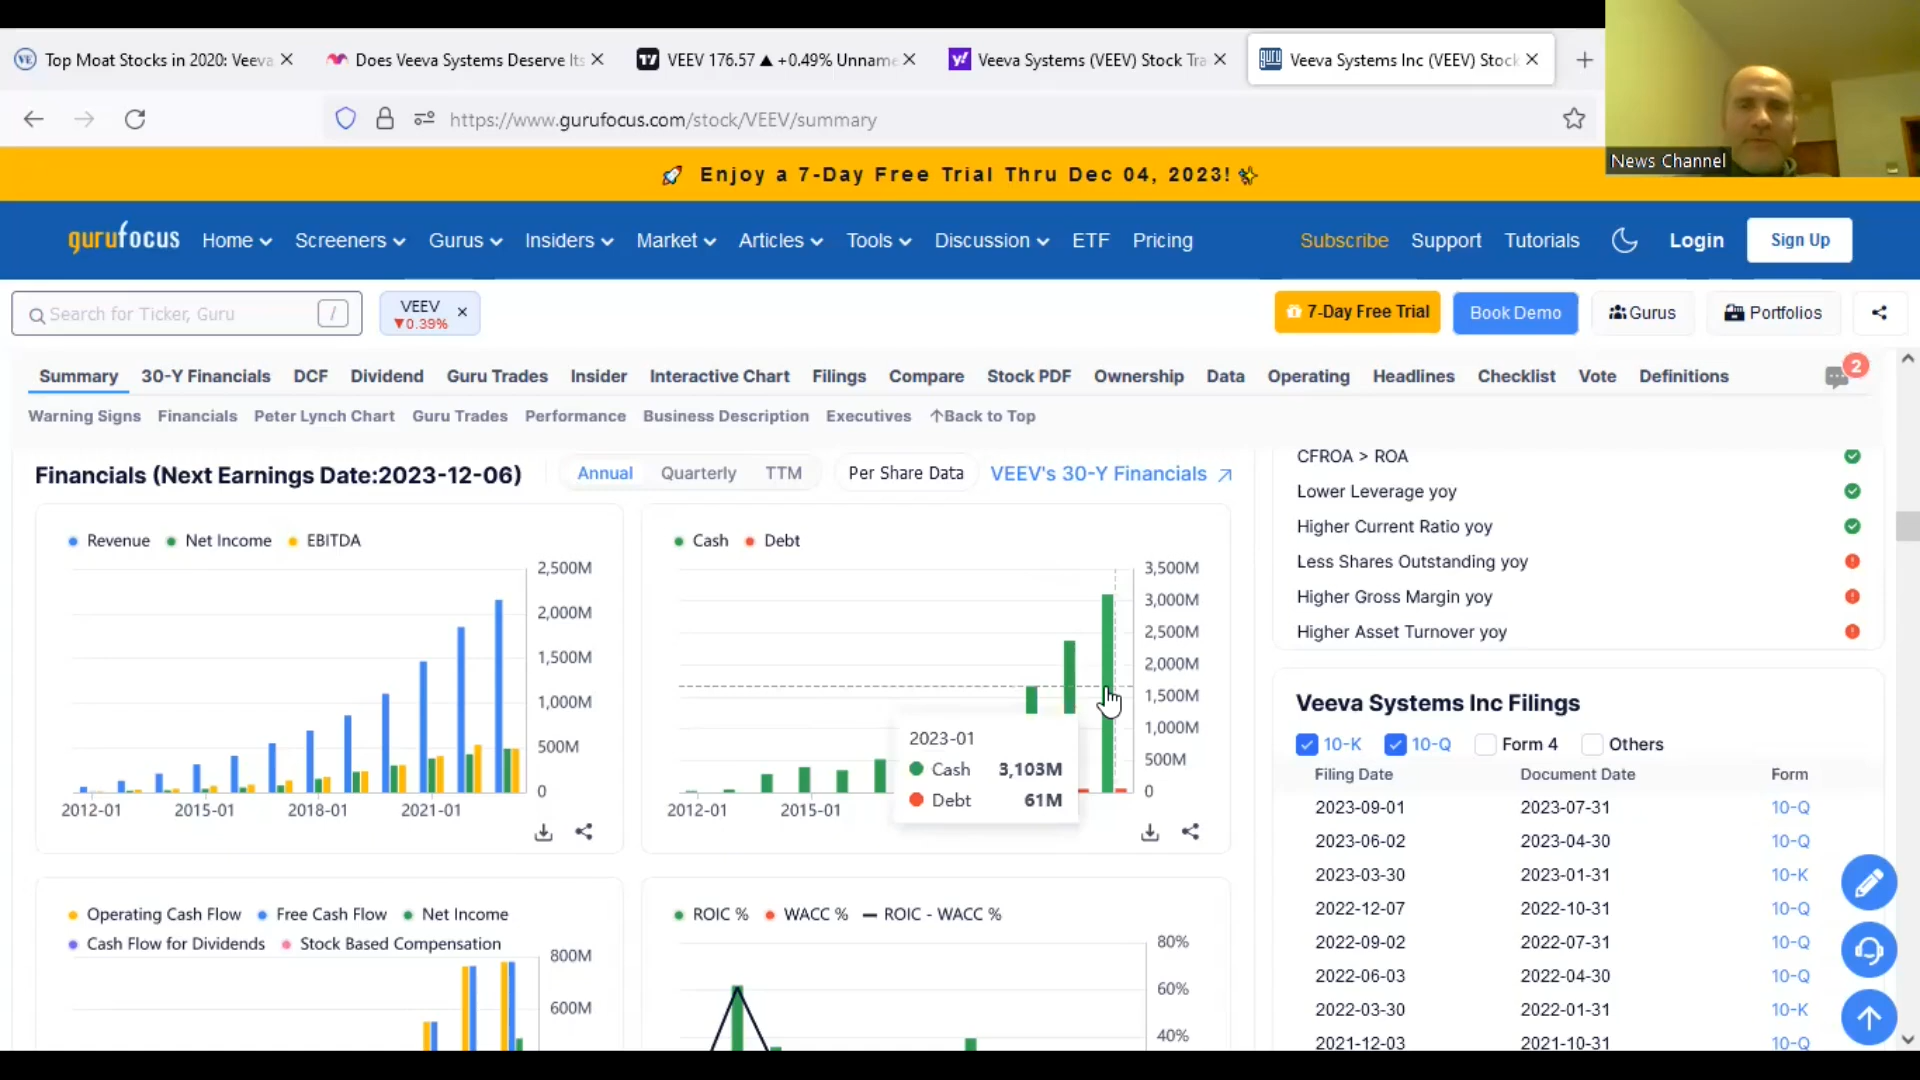 Top Moat Stocks in 2020: Veeva
Does Veeva Systems Deserve Its
VEEV 176.57 ▲ +0.49% Unname
Veeva Systems (VEEV) Stock Tra
Veeva Systems Inc (VEEV) Stock
https://www.gurufocus.com/stock/VEEV/summary
News Channel
Enjoy a 7-Day Free Trial Thru Dec 04, 2023!
gurufocus Home Screeners Gurus Insiders Market Articles Tools Discussion ETF Pricing Subscribe Support Tutorials Login Sign Up
Search for Ticker, Guru /
VEEV
▼0.39%
7-Day Free Trial Book Demo Gurus Portfolios
Summary 30-Y Financials DCF Dividend Guru Trades Insider Interactive Chart Filings Compare Stock PDF Ownership Data Operating Headlines Checklist Vote Definitions 2
Warning Signs Financials Peter Lynch Chart Guru Trades Performance Business Description Executives ↑Back to Top
Financials (Next Earnings Date:2023-12-06) Annual Quarterly TTM Per Share Data VEEV's 30-Y Financials
Revenue Net Income EBITDA
2,500M
2,000M
1,500M
1,000M
500M
0
2012-01 2015-01 2018-01 2021-01
Cash Debt
3,500M
3,000M
2,500M
2,000M
1,500M
1,000M
500M
0
2012-01 2015-01
2023-01
Cash 3,103M
Debt 61M
Operating Cash Flow Free Cash Flow Net Income
Cash Flow for Dividends Stock Based Compensation
800M
600M
ROIC % WACC % ROIC - WACC %
80%
60%
40%
CFROA > ROA
Lower Leverage yoy
Higher Current Ratio yoy
Less Shares Outstanding yoy
Higher Gross Margin yoy
Higher Asset Turnover yoy
Veeva Systems Inc Filings
10-K 10-Q Form 4 Others
Filing Date Document Date Form
2023-09-01 2023-07-31 10-Q
2023-06-02 2023-04-30 10-Q
2023-03-30 2023-01-31 10-K
2022-12-07 2022-10-31 10-Q
2022-09-02 2022-07-31 10-Q
2022-06-03 2022-04-30 10-Q
2022-03-30 2022-01-31 10-K
2021-12-03 2021-10-31 10-Q